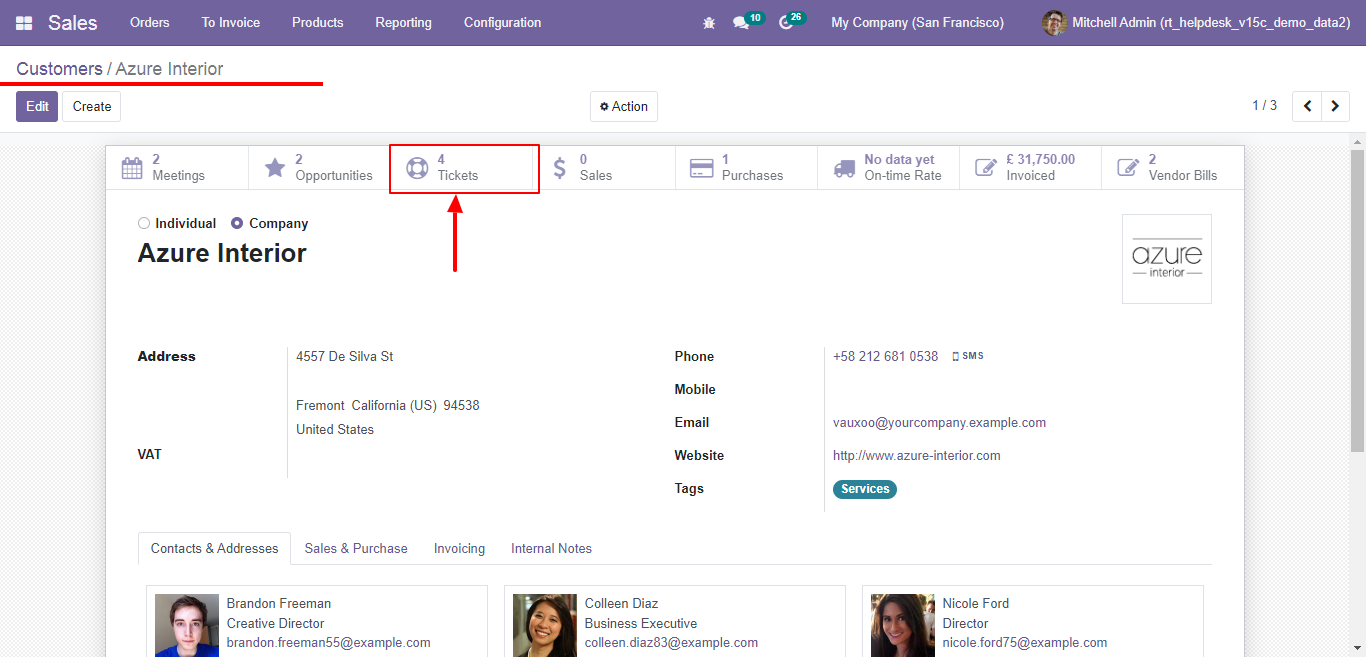 Sales Orders To Invoice Products Reporting Configuration 10 26 My Company (San Francisco) Mitchell Admin (rt_helpdesk_v15c_demo_data2)
Customers / Azure Interior
Edit Create Action 1 / 3
2 Meetings
2 Opportunities
4 Tickets
0 Sales
1 Purchases
No data yet On-time Rate
£ 31,750.00 Invoiced
2 Vendor Bills
Individual Company
Azure Interior
azure
interior
Address 4557 De Silva St
Fremont California (US) 94538
United States
VAT
Phone +58 212 681 0538 SMS
Mobile
Email vauxoo@yourcompany.example.com
Website http://www.azure-interior.com
Tags Services
Contacts & Addresses Sales & Purchase Invoicing Internal Notes
Brandon Freeman
Creative Director
brandon.freeman55@example.com
Colleen Diaz
Business Executive
colleen.diaz83@example.com
Nicole Ford
Director
nicole.ford75@example.com